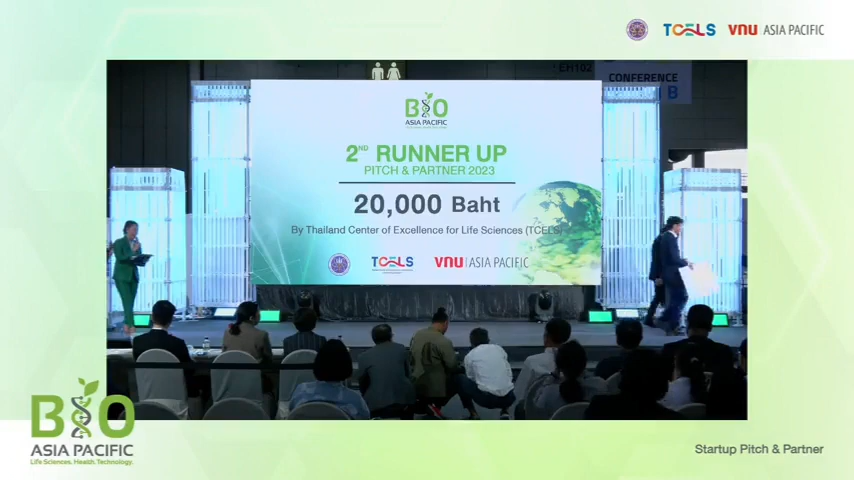 TCELS vnu ASIA PACIFIC
EH102
CONFERENCE
B
BIO
ASIA PACIFIC
2ND RUNNER UP
PITCH & PARTNER 2023
20,000 Baht
By Thailand Center of Excellence for Life Sciences (TCELS)
TCELS
vnu ASIA PACIFIC
BIO
ASIA PACIFIC
Life Sciences. Health. Technology.
Startup Pitch & Partner